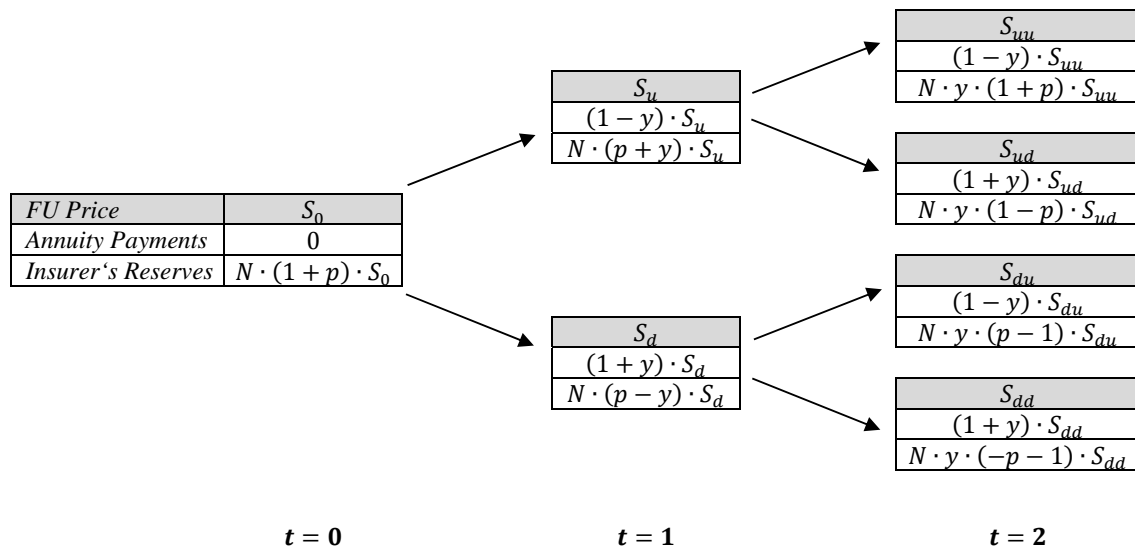 S_uu
(1 − y) ⋅ S_uu
N ⋅ y ⋅ (1 + p) ⋅ S_uu
S_u
(1 − y) ⋅ S_u
N ⋅ (p + y) ⋅ S_u
S_ud
(1 + y) ⋅ S_ud
N ⋅ y ⋅ (1 − p) ⋅ S_ud
FU Price S_0
Annuity Payments 0
Insurer‘s Reserves N ⋅ (1 + p) ⋅ S_0
S_du
(1 − y) ⋅ S_du
N ⋅ y ⋅ (p − 1) ⋅ S_du
S_d
(1 + y) ⋅ S_d
N ⋅ (p − y) ⋅ S_d
S_dd
(1 + y) ⋅ S_dd
N ⋅ y ⋅ (−p − 1) ⋅ S_dd
t = 0 t = 1 t = 2